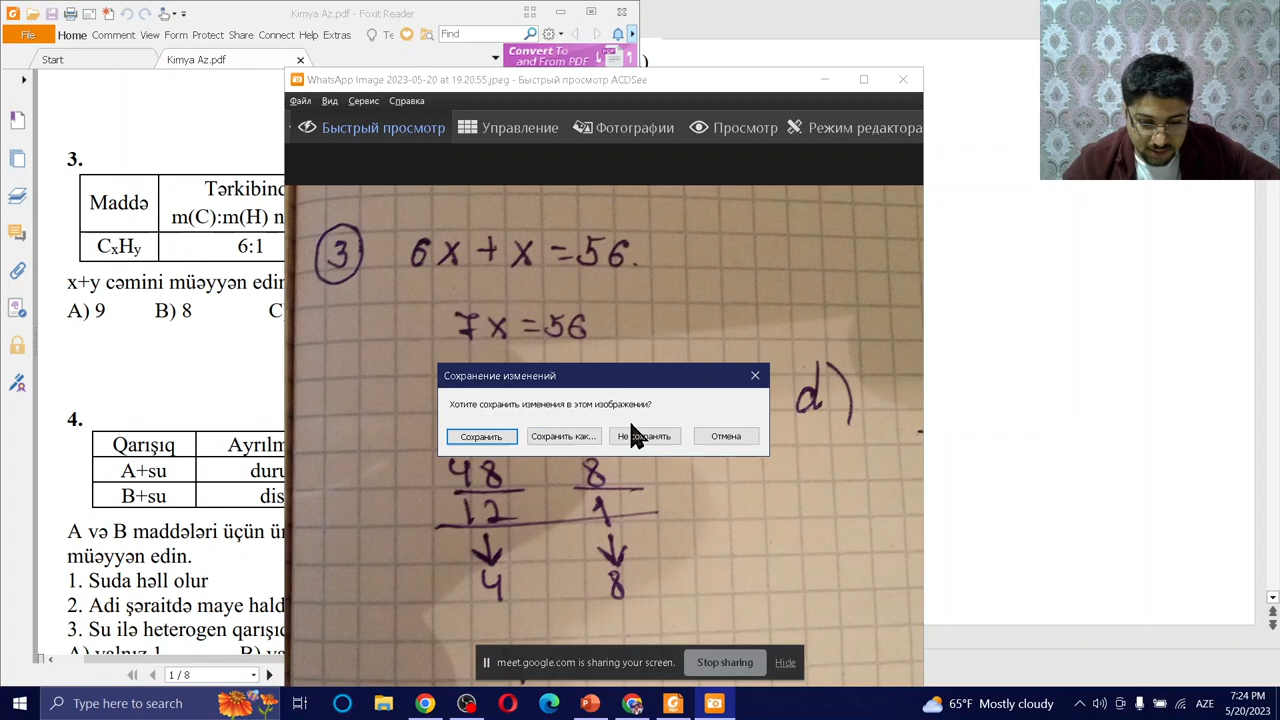 Kimya Az.pdf - Foxit Reader
File Home Comment View Form Protect Share Connect Help Extras Find
Convert To
and From PDF
Start Kimya Az.pdf
WhatsApp Image 2023-05-20 at 19.20.55.jpeg - Быстрый просмотр ACDSee
Файл Вид Сервис Справка
Быстрый просмотр Управление Фотографии Просмотр Режим редактора
3.
Maddə Tərkibind
m(C):m(H) n
CxHy 6:1
x+y cəmini müəyyən edin
A) 9 B) 8 C
4.
Qarışıq Ayrılm
A+su duru
B+su dis
A və B maddələri üçün ür
müəyyən edin.
1. Suda həll olur
2. Adi şəraitdə maye hald
3. Su ilə heterogen qarışıq
A) yalnız 1 B) ya
3 6x + x = 56.
7x = 56
d)
Сохранение изменений
Хотите сохранить изменения в этом изображении?
Сохранить Сохранить как... Не сохранять Отмена
48 8
12 1
4 8
meet.google.com is sharing your screen. Stop sharing Hide
1 / 8
Type here to search
65°F Mostly cloudy AZE 7:24 PM
5/20/2023